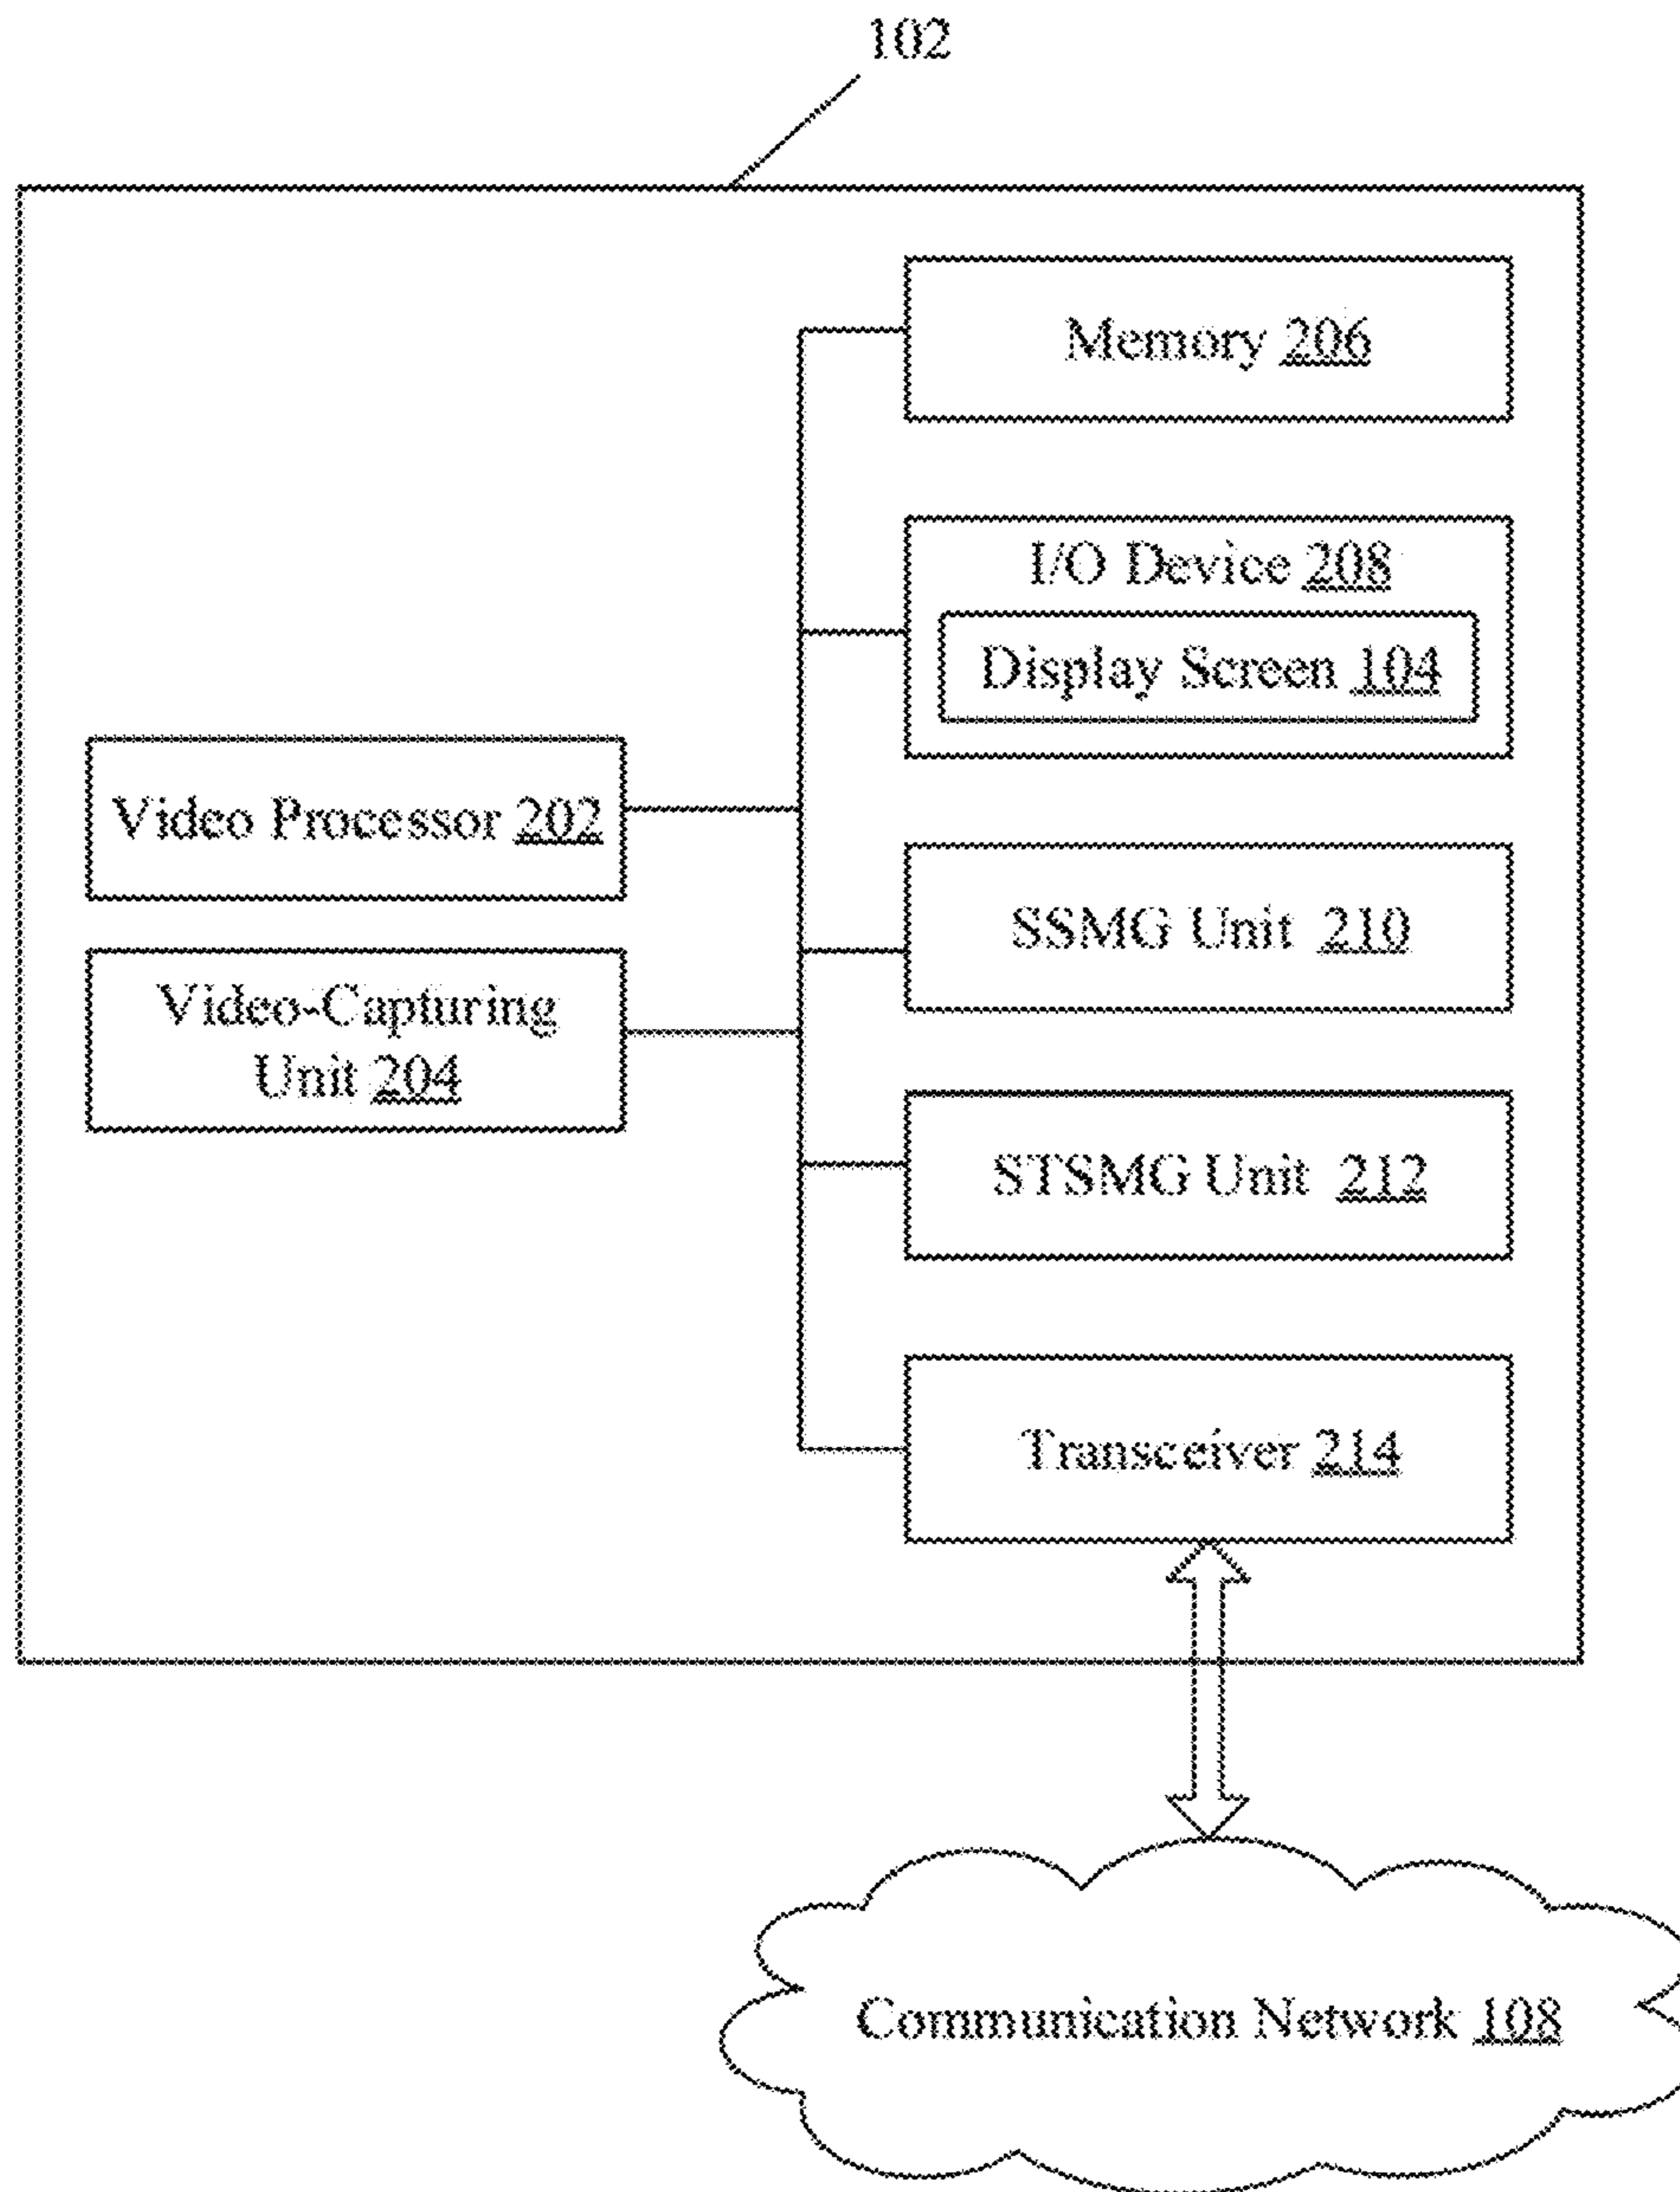 102
Memory 206
I/O Device 208
Display Screen 104
Video Processor 202
SSMG Unit 210
Video-Capturing
Unit 204
STSMG Unit 212
Transceiver 214
Communication Network 108